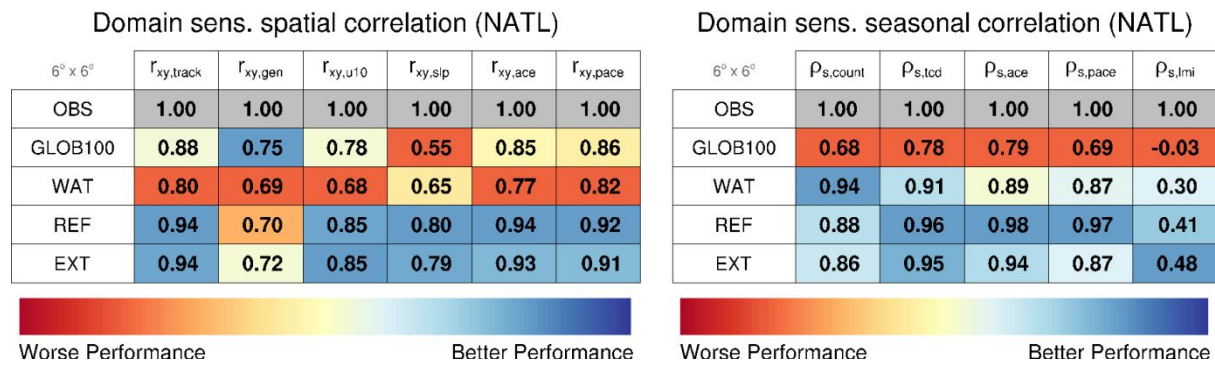 Domain sens. spatial correlation (NATL)
6° x 6° r_xy,track r_xy,gen r_xy,u10 r_xy,slp r_xy,ace r_xy,pace
OBS 1.00 1.00 1.00 1.00 1.00 1.00
GLOB100 0.88 0.75 0.78 0.55 0.85 0.86
WAT 0.80 0.69 0.68 0.65 0.77 0.82
REF 0.94 0.70 0.85 0.80 0.94 0.92
EXT 0.94 0.72 0.85 0.79 0.93 0.91
Worse Performance Better Performance
Domain sens. seasonal correlation (NATL)
6° x 6° ρ_s,count ρ_s,tcd ρ_s,ace ρ_s,pace ρ_s,lmi
OBS 1.00 1.00 1.00 1.00 1.00
GLOB100 0.68 0.78 0.79 0.69 -0.03
WAT 0.94 0.91 0.89 0.87 0.30
REF 0.88 0.96 0.98 0.97 0.41
EXT 0.86 0.95 0.94 0.87 0.48
Worse Performance Better Performance